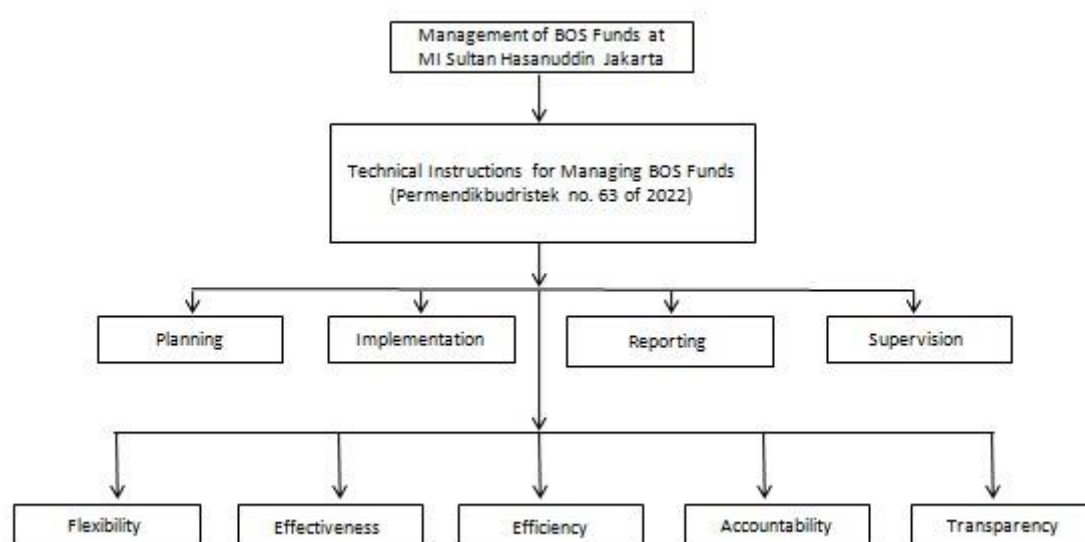 Management of BOS Funds at
MI Sultan Hasanuddin Jakarta
Technical Instructions for Managing BOS Funds
(Permendikbudristek no. 63 of 2022)
Planning
Implementation
Reporting
Supervision
Flexibility
Effectiveness
Efficiency
Accountability
Transparency